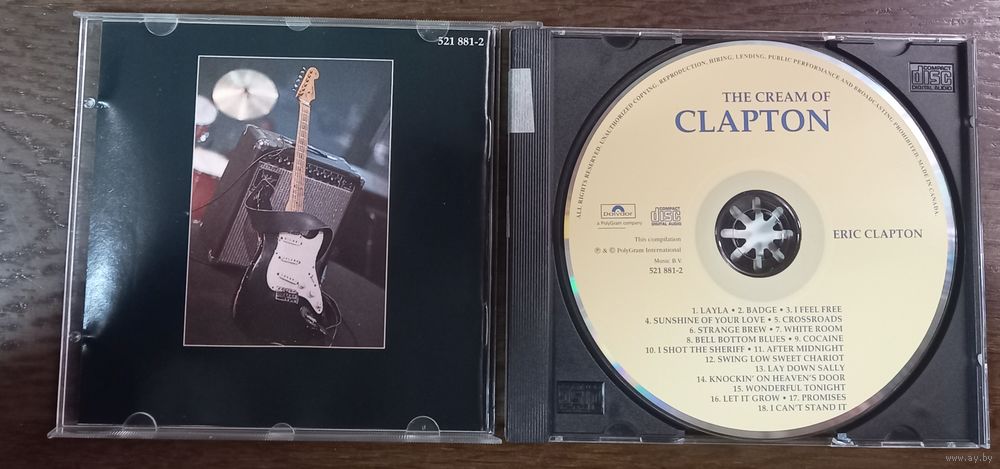 521 881-2
ALL RIGHTS RESERVED. UNAUTHORIZED COPYING, REPRODUCTION, HIRING, LENDING, PUBLIC PERFORMANCE AND BROADCASTING PROHIBITED. MADE IN CANADA.
COMPACT
disc
DIGITAL AUDIO
THE CREAM OF
CLAPTON
Polydor
a PolyGram company
COMPACT
disc
DIGITAL AUDIO
ERIC CLAPTON
This compilation
℗ & © PolyGram International
Music B.V.
521 881-2
1. LAYLA • 2. BADGE • 3. I FEEL FREE
4. SUNSHINE OF YOUR LOVE • 5. CROSSROADS
6. STRANGE BREW • 7. WHITE ROOM
8. BELL BOTTOM BLUES • 9. COCAINE
10. I SHOT THE SHERIFF • 11. AFTER MIDNIGHT
12. SWING LOW SWEET CHARIOT
13. LAY DOWN SALLY
14. KNOCKIN' ON HEAVEN'S DOOR
15. WONDERFUL TONIGHT
16. LET IT GROW • 17. PROMISES
18. I CAN'T STAND IT
www.ay.by